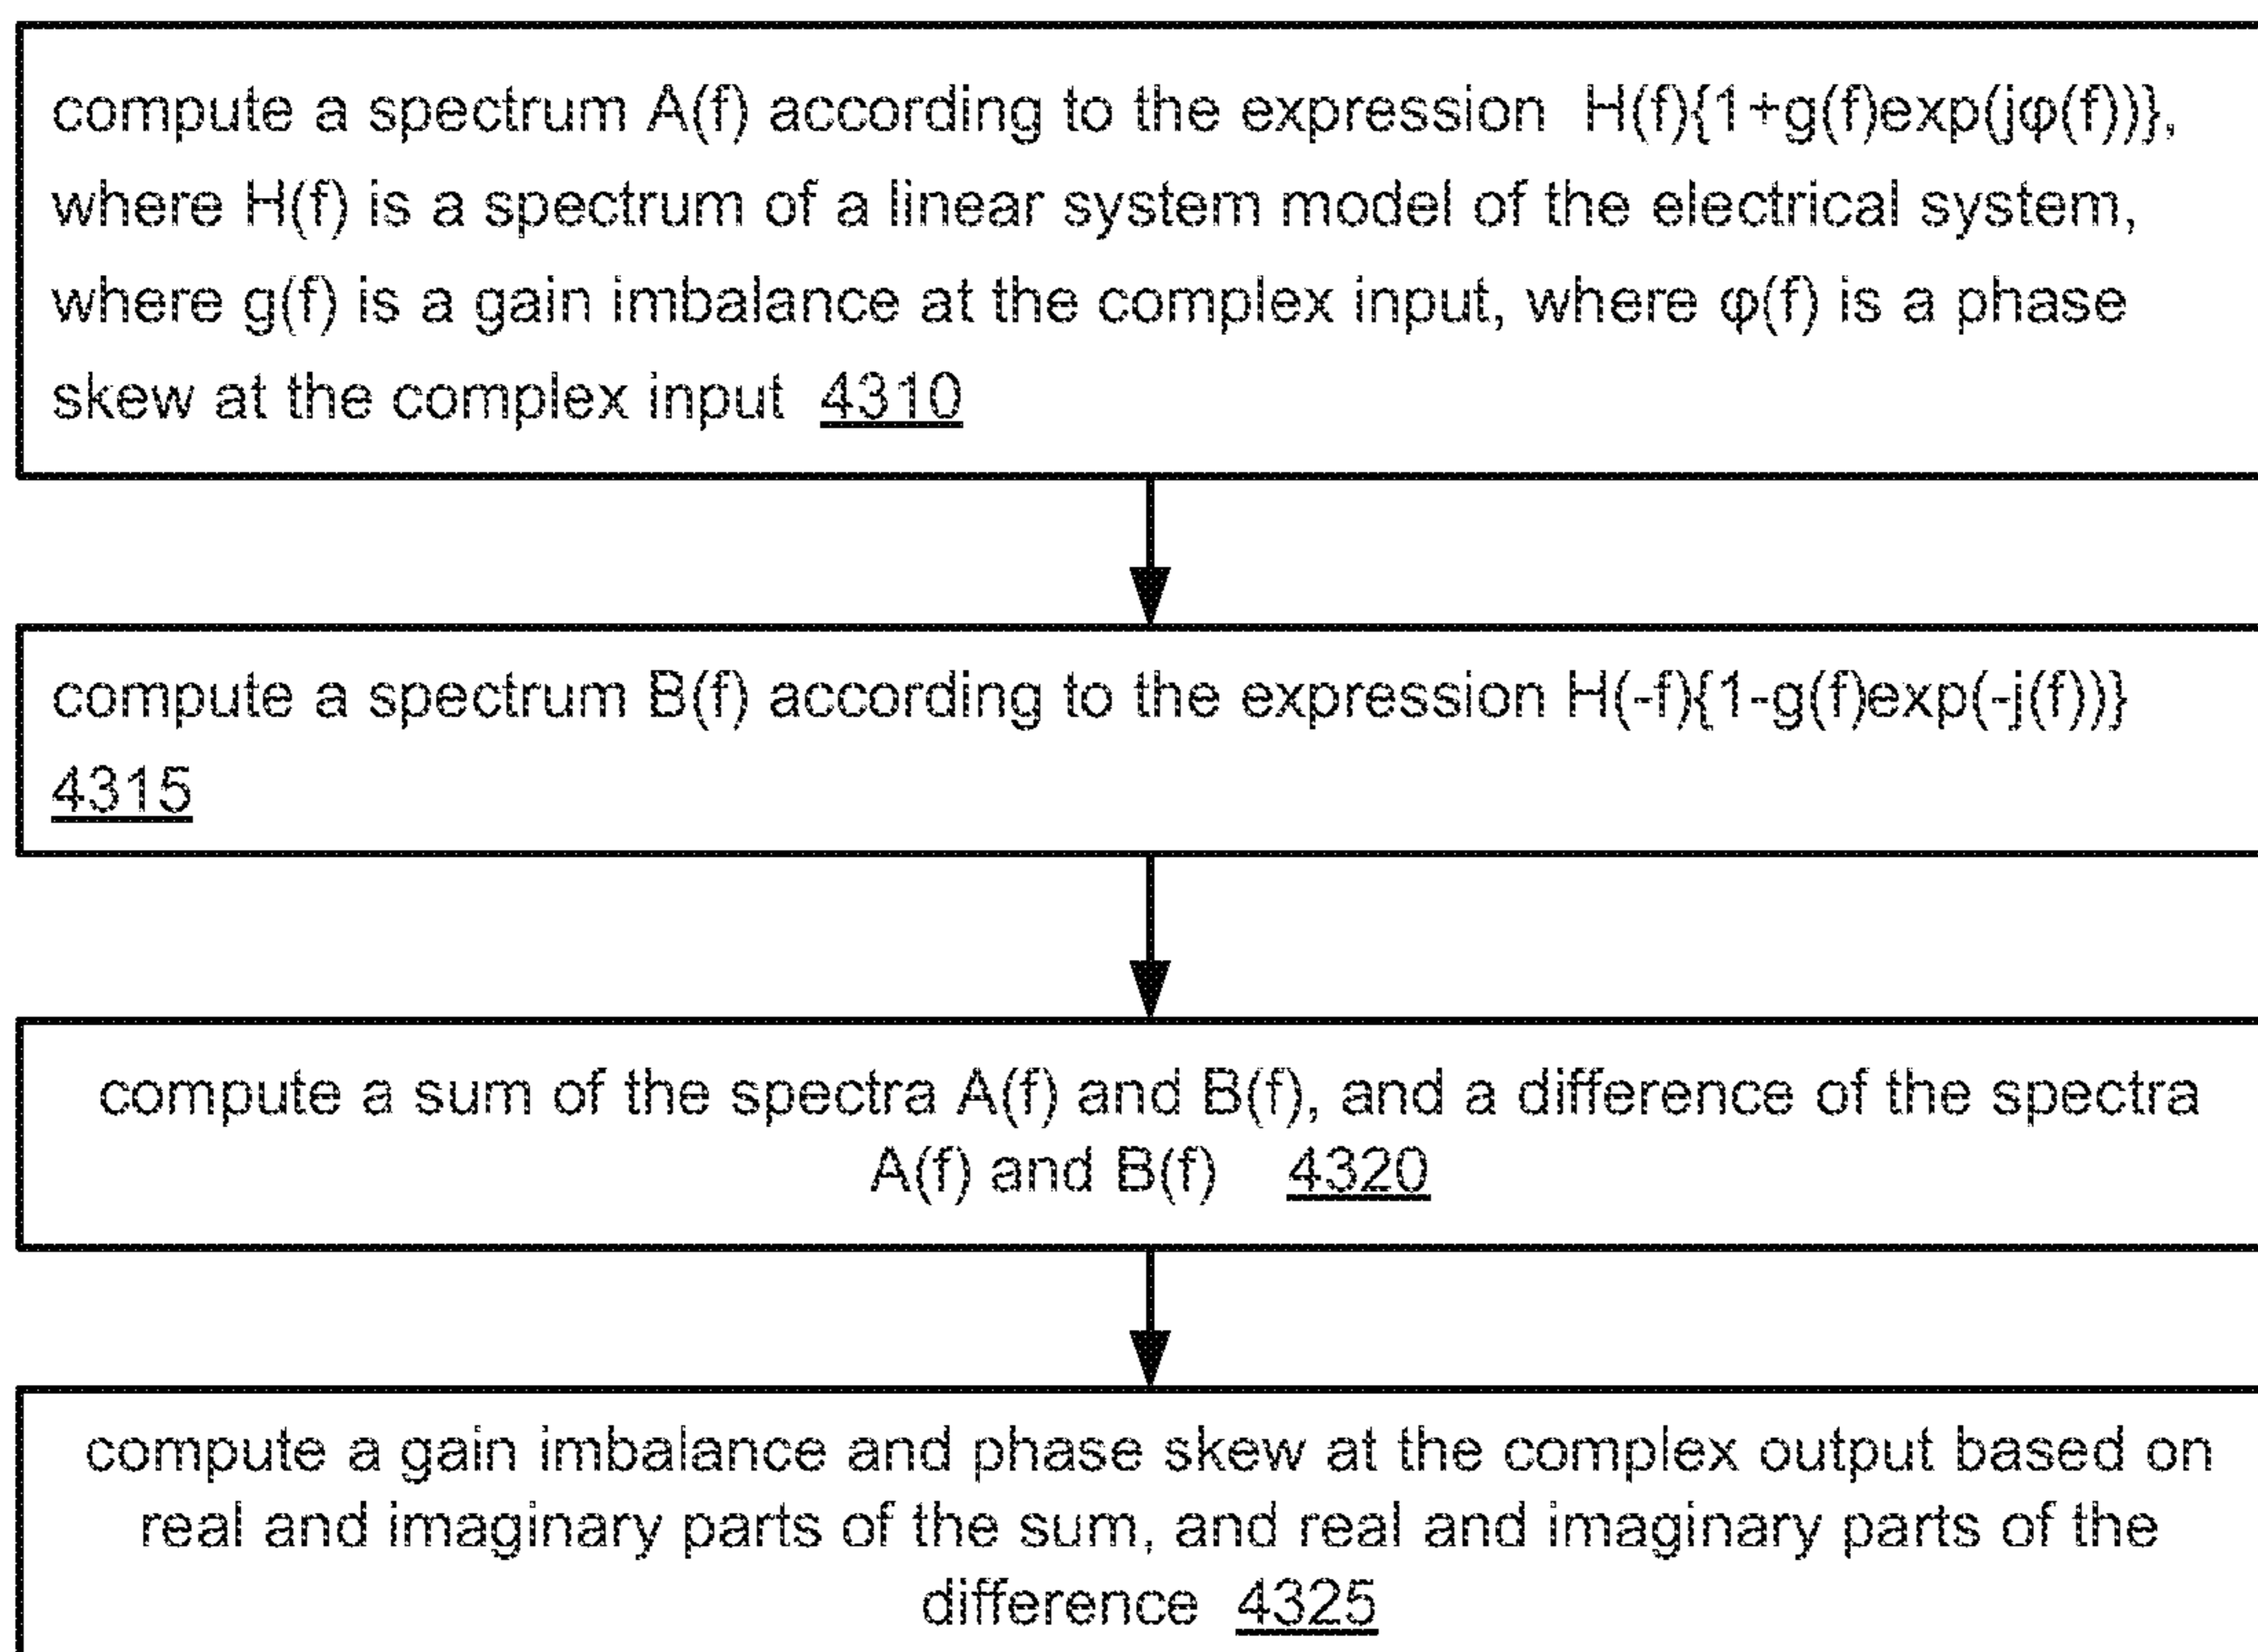 compute a spectrum A(f) according to the expression H(f){1+g(f)exp(jφ(f))},
where H(f) is a spectrum of a linear system model of the electrical system,
where g(f) is a gain imbalance at the complex input, where φ(f) is a phase
skew at the complex input 4310
compute a spectrum B(f) according to the expression H(-f){1-g(f)exp(-j(f))}
4315
compute a sum of the spectra A(f) and B(f), and a difference of the spectra
A(f) and B(f) 4320
compute a gain imbalance and phase skew at the complex output based on
real and imaginary parts of the sum, and real and imaginary parts of the
difference 4325